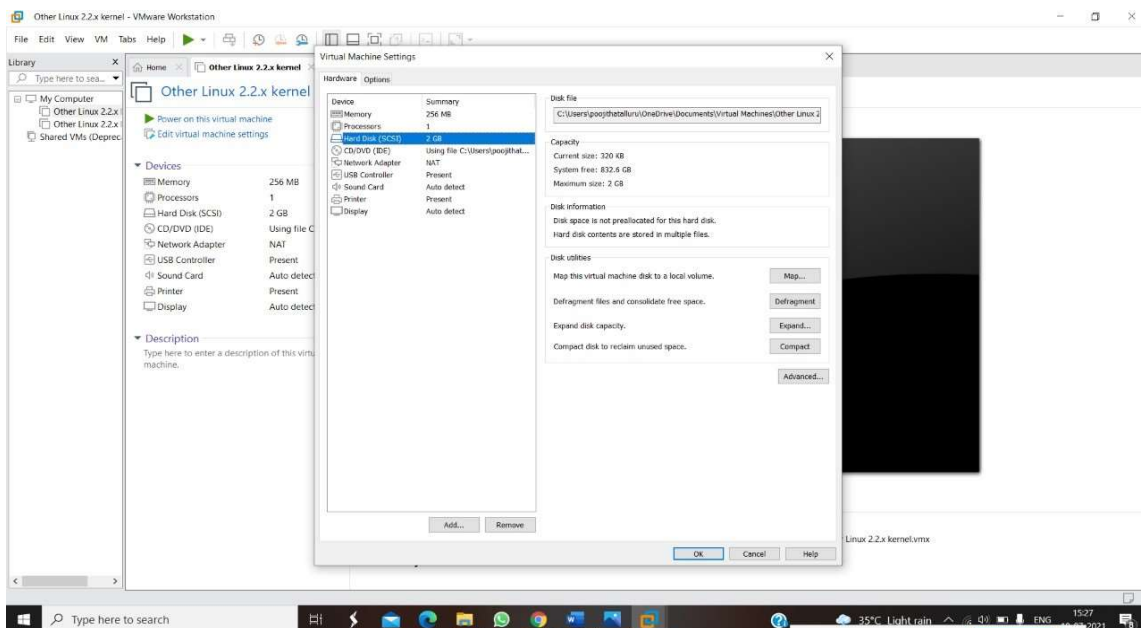 Other Linux 2.2.x kernel - VMware Workstation
File Edit View VM Tabs Help
Library
Type here to sea...
My Computer
Other Linux 2.2.x
Other Linux 2.2.x
Shared VMs (Deprec
Home
Other Linux 2.2.x kernel
Other Linux 2.2.x kernel
Power on this virtual machine
Edit virtual machine settings
Devices
Memory 256 MB
Processors 1
Hard Disk (SCSI) 2 GB
CD/DVD (IDE) Using file C
Network Adapter NAT
USB Controller Present
Sound Card Auto detect
Printer Present
Display Auto detect
Description
Type here to enter a description of this virtu
machine.
Virtual Machine Settings
Hardware Options
Device Summary
Memory 256 MB
Processors 1
Hard Disk (SCSI) 2 GB
CD/DVD (IDE) Using file C:\Users\poojithat...
Network Adapter NAT
USB Controller Present
Sound Card Auto detect
Printer Present
Display Auto detect
Add... Remove
Disk file
C:\Users\poojithatalluru\OneDrive\Documents\Virtual Machines\Other Linux 2
Capacity
Current size: 320 KB
System free: 832.6 GB
Maximum size: 2 GB
Disk information
Disk space is not preallocated for this hard disk.
Hard disk contents are stored in multiple files.
Disk utilities
Map this virtual machine disk to a local volume. Map...
Defragment files and consolidate free space. Defragment
Expand disk capacity. Expand...
Compact disk to reclaim unused space. Compact
Advanced...
OK Cancel Help
Linux 2.2.x kernel.vmx
Type here to search
35°C Light rain
ENG
15:27